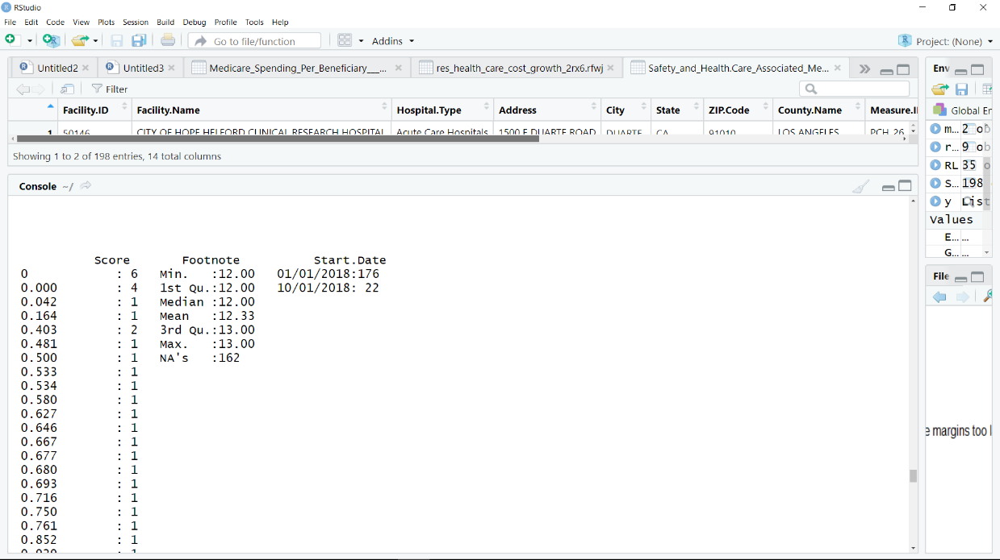 RStudio
File Edit Code View Plots Session Build Debug Profile Tools Help
Go to file/function Addins Project: (None)
Untitled2 Untitled3 Medicare_Spending_Per_Beneficiary___... res_health_care_cost_growth_2rx6.rfwj Safety_and_Health.Care_Associated_Me... Env
Filter
Facility.ID Facility.Name Hospital.Type Address City State ZIP.Code County.Name Measure.I Global Er
1 50146 CITY OF HOPE HELFORD CLINICAL RESEARCH HOSPITAL Acute Care Hospitals 1500 E DUARTE ROAD DUARTE CA 91010 LOS ANGELES PCH_26
Showing 1 to 2 of 198 entries, 14 total columns
m... 2 ob
r... 9 ob
RL 35 o
S... 198
y List
Values
E... ...
G... ...
Console ~/
Score Footnote Start.Date
0 : 6 Min. :12.00 01/01/2018:176
0.000 : 4 1st Qu.:12.00 10/01/2018: 22
0.042 : 1 Median :12.00
0.164 : 1 Mean :12.33
0.403 : 2 3rd Qu.:13.00
0.481 : 1 Max. :13.00
0.500 : 1 NA's :162
0.533 : 1
0.534 : 1
0.580 : 1
0.627 : 1
0.646 : 1
0.667 : 1
0.677 : 1
0.680 : 1
0.693 : 1
0.716 : 1
0.750 : 1
0.761 : 1
0.852 : 1
File
e margins too l